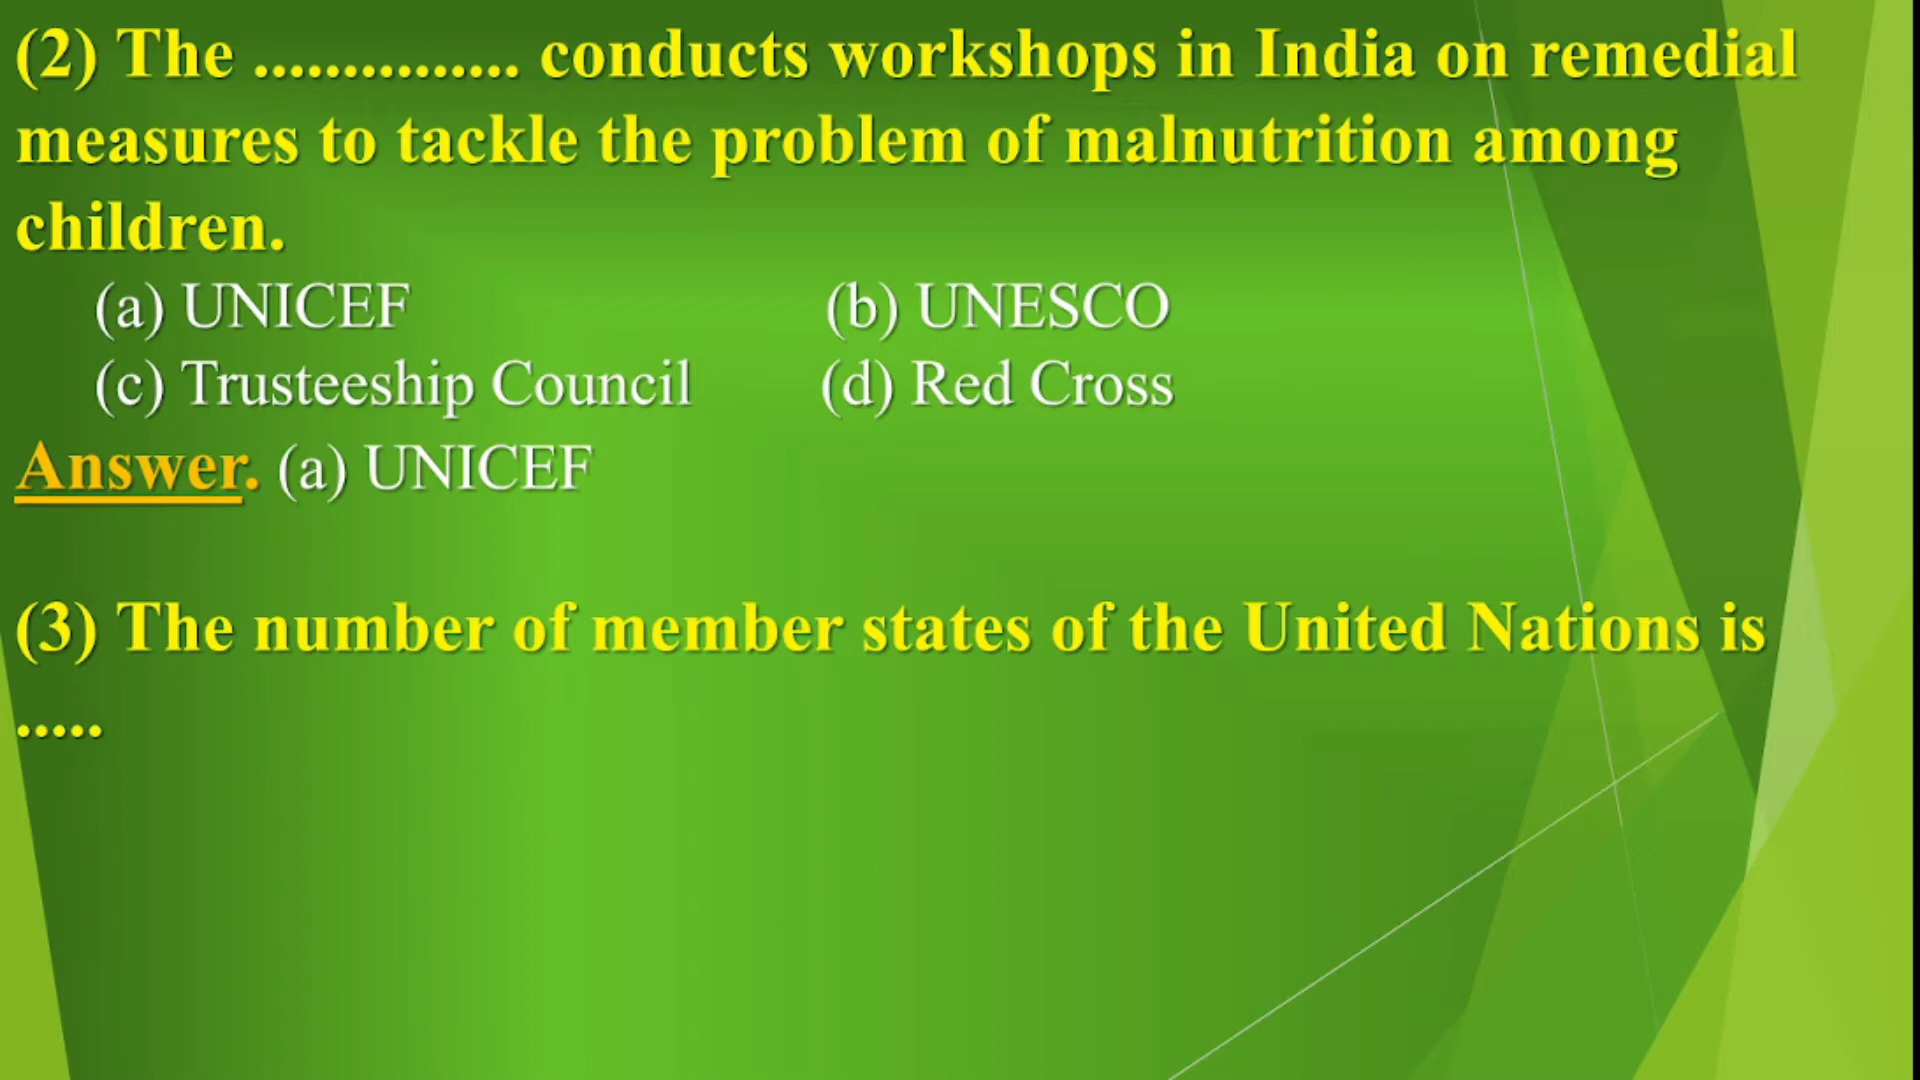 (2) The ............... conducts workshops in India on remedial
measures to tackle the problem of malnutrition among
children.
(a) UNICEF (b) UNESCO
(c) Trusteeship Council (d) Red Cross
Answer. (a) UNICEF
(3) The number of member states of the United Nations is
.....